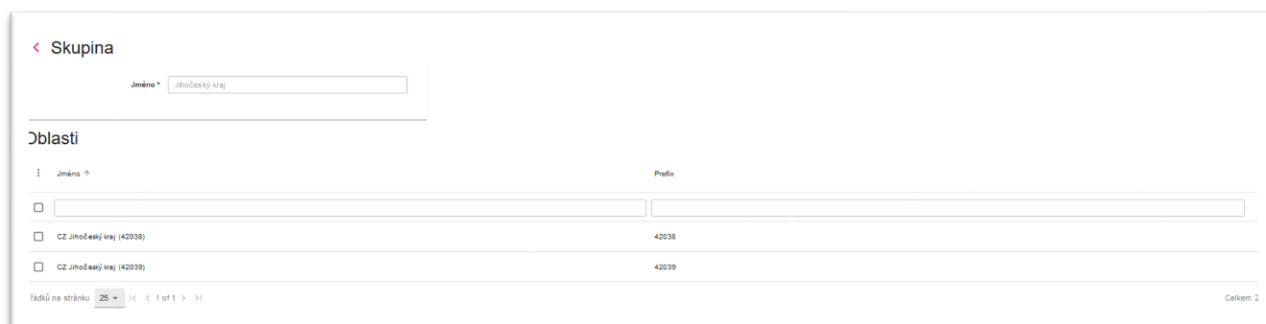 Skupina
Jméno * Jihočeský kraj
Oblasti
Jméno ↑ Prefix
CZ Jihočeský kraj (42038) 42038
CZ Jihočeský kraj (42039) 42039
řádků na stránku 25 1 of 1 Celkem: 2